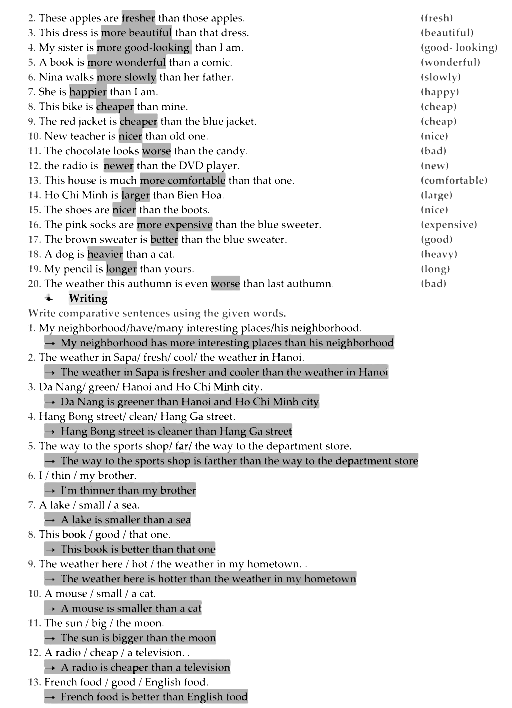 2. These apples are fresher than those apples. (fresh)
3. This dress is more beautiful than that dress. (beautiful)
4. My sister is more good-looking than I am. (good- looking)
5. A book is more wonderful than a comic. (wonderful)
6. Nina walks more slowly than her father. (slowly)
7. She is happier than I am. (happy)
8. This bike is cheaper than mine. (cheap)
9. The red jacket is cheaper than the blue jacket. (cheap)
10. New teacher is nicer than old one. (nice)
11. The chocolate looks worse than the candy. (bad)
12. the radio is newer than the DVD player. (new)
13. This house is much more comfortable than that one. (comfortable)
14. Ho Chi Minh is larger than Bien Hoa (large)
15. The shoes are nicer than the boots. (nice)
16. The pink socks are more expensive than the blue sweeter. (expensive)
17. The brown sweater is better than the blue sweater. (good)
18. A dog is heavier than a cat. (heavy)
19. My pencil is longer than yours. (long)
20. The weather this authumn is even worse than last authumn (bad)
Writing
Write comparative sentences using the given words.
1. My neighborhood/have/many interesting places/his neighborhood.
→ My neighborhood has more interesting places than his neighborhood
2. The weather in Sapa/ fresh/ cool/ the weather in Hanoi.
→ The weather in Sapa is fresher and cooler than the weather in Hanoi
3. Da Nang/ green/ Hanoi and Ho Chi Minh city.
→ Da Nang is greener than Hanoi and Ho Chi Minh city
4. Hang Bong street/ clean/ Hang Ga street.
→ Hang Bong street is cleaner than Hang Ga street
5. The way to the sports shop/ far/ the way to the department store.
→ The way to the sports shop is farther than the way to the department store
6. I / thin / my brother.
→ I'm thinner than my brother
7. A lake / small / a sea.
→ A lake is smaller than a sea
8. This book / good / that one.
→ This book is better than that one
9. The weather here / hot / the weather in my hometown. .
→ The weather here is hotter than the weather in my hometown
10. A mouse / small / a cat.
→ A mouse is smaller than a cat
11. The sun / big / the moon.
→ The sun is bigger than the moon
12. A radio / cheap / a television. .
→ A radio is cheaper than a television
13. French food / good / English food.
→ French food is better than English food